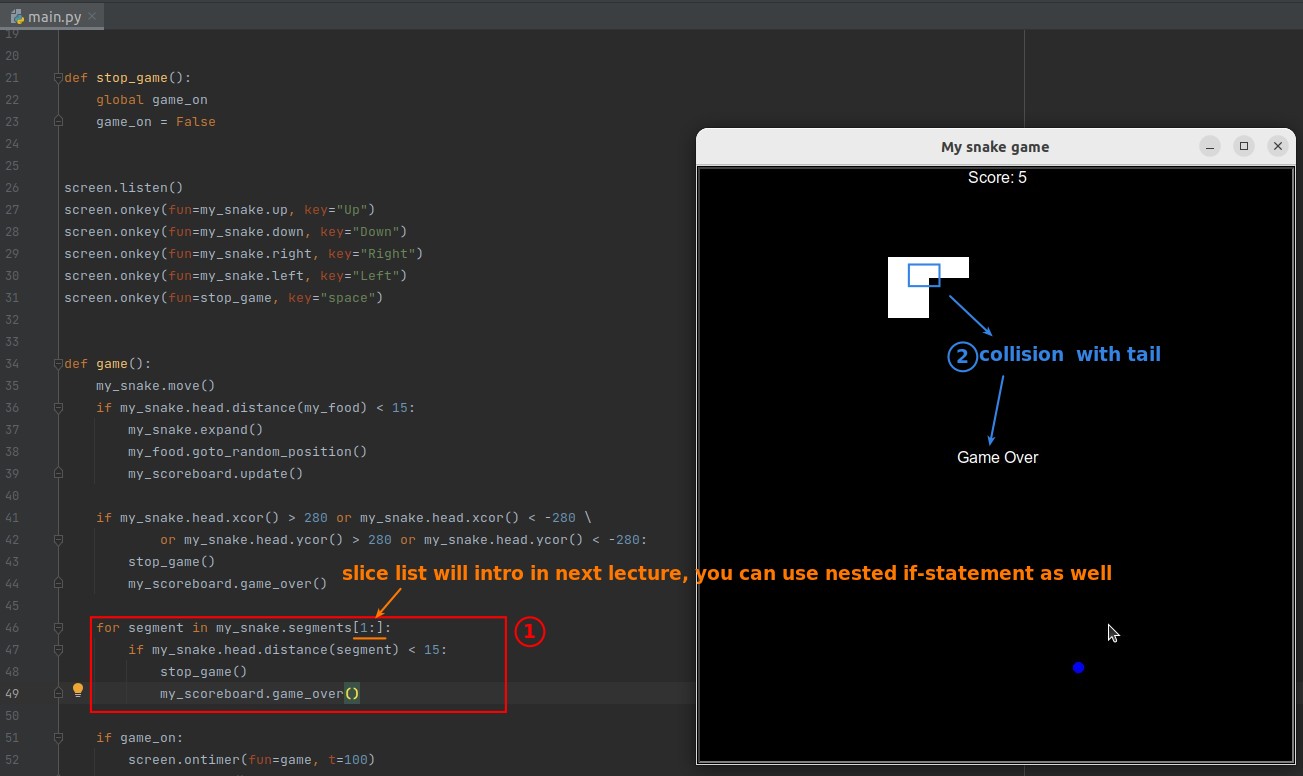 main.py
19
20
21 def stop_game():
22 global game_on
23 game_on = False
24
25
26 screen.listen()
27 screen.onkey(fun=my_snake.up, key="Up")
28 screen.onkey(fun=my_snake.down, key="Down")
29 screen.onkey(fun=my_snake.right, key="Right")
30 screen.onkey(fun=my_snake.left, key="Left")
31 screen.onkey(fun=stop_game, key="space")
32
33
34 def game():
35 my_snake.move()
36 if my_snake.head.distance(my_food) < 15:
37 my_snake.expand()
38 my_food.goto_random_position()
39 my_scoreboard.update()
40
41 if my_snake.head.xcor() > 280 or my_snake.head.xcor() < -280 \
42 or my_snake.head.ycor() > 280 or my_snake.head.ycor() < -280:
43 stop_game()
44 my_scoreboard.game_over()
slice list will intro in next lecture, you can use nested if-statement as well
45
46 for segment in my_snake.segments[1:]:
1
47 if my_snake.head.distance(segment) < 15:
48 stop_game()
49 my_scoreboard.game_over()
50
51 if game_on:
52 screen.ontimer(fun=game, t=100)
My snake game
Score: 5
2 collision with tail
Game Over